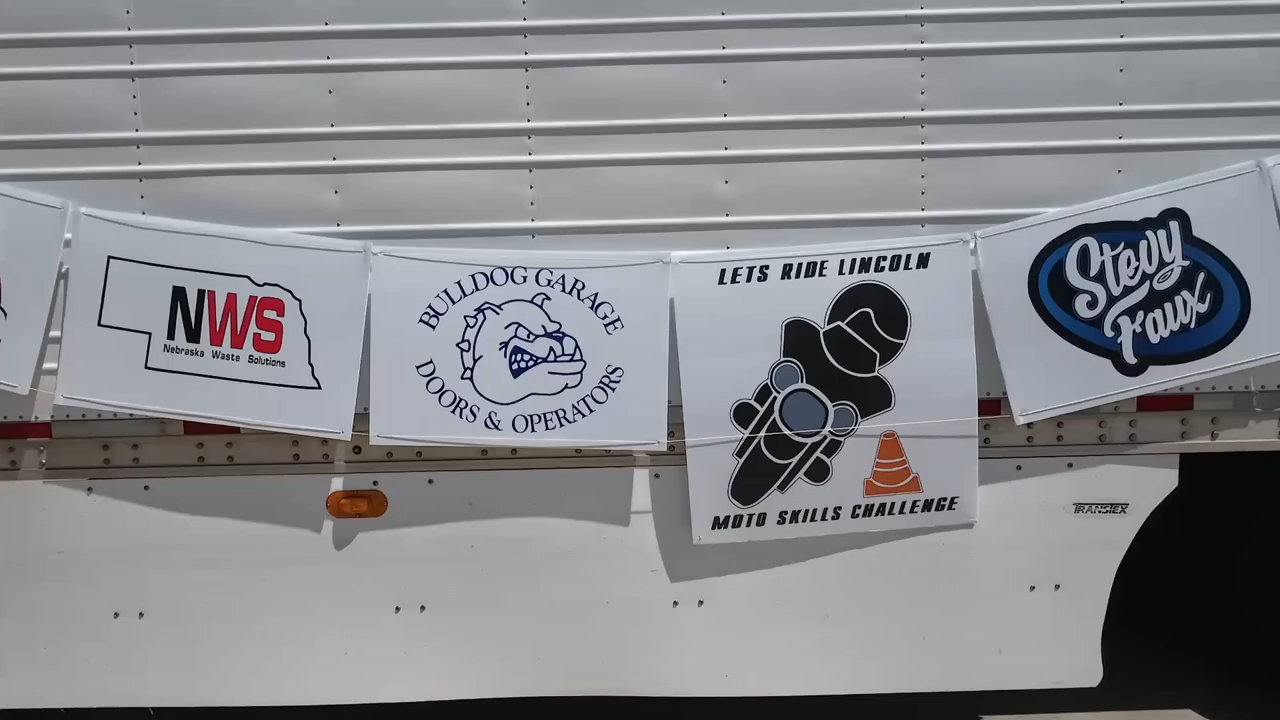 NWS
Nebraska Waste Solutions
BULLDOG GARAGE
DOORS & OPERATORS
LETS RIDE LINCOLN
MOTO SKILLS CHALLENGE
Stevy
Faux
TRANSTEX